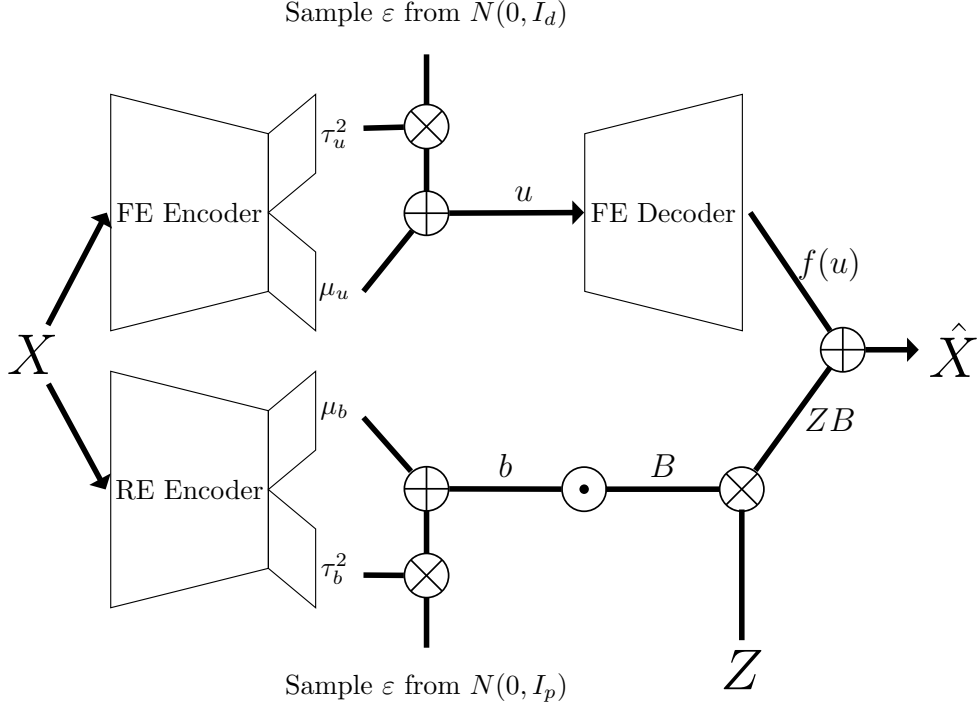 Sample ε from N(0, I_d)
τ_u^2
FE Encoder
u
FE Decoder
μ_u
f(u)
X
X̂
μ_b
ZB
b
B
RE Encoder
τ_b^2
Z
Sample ε from N(0, I_p)